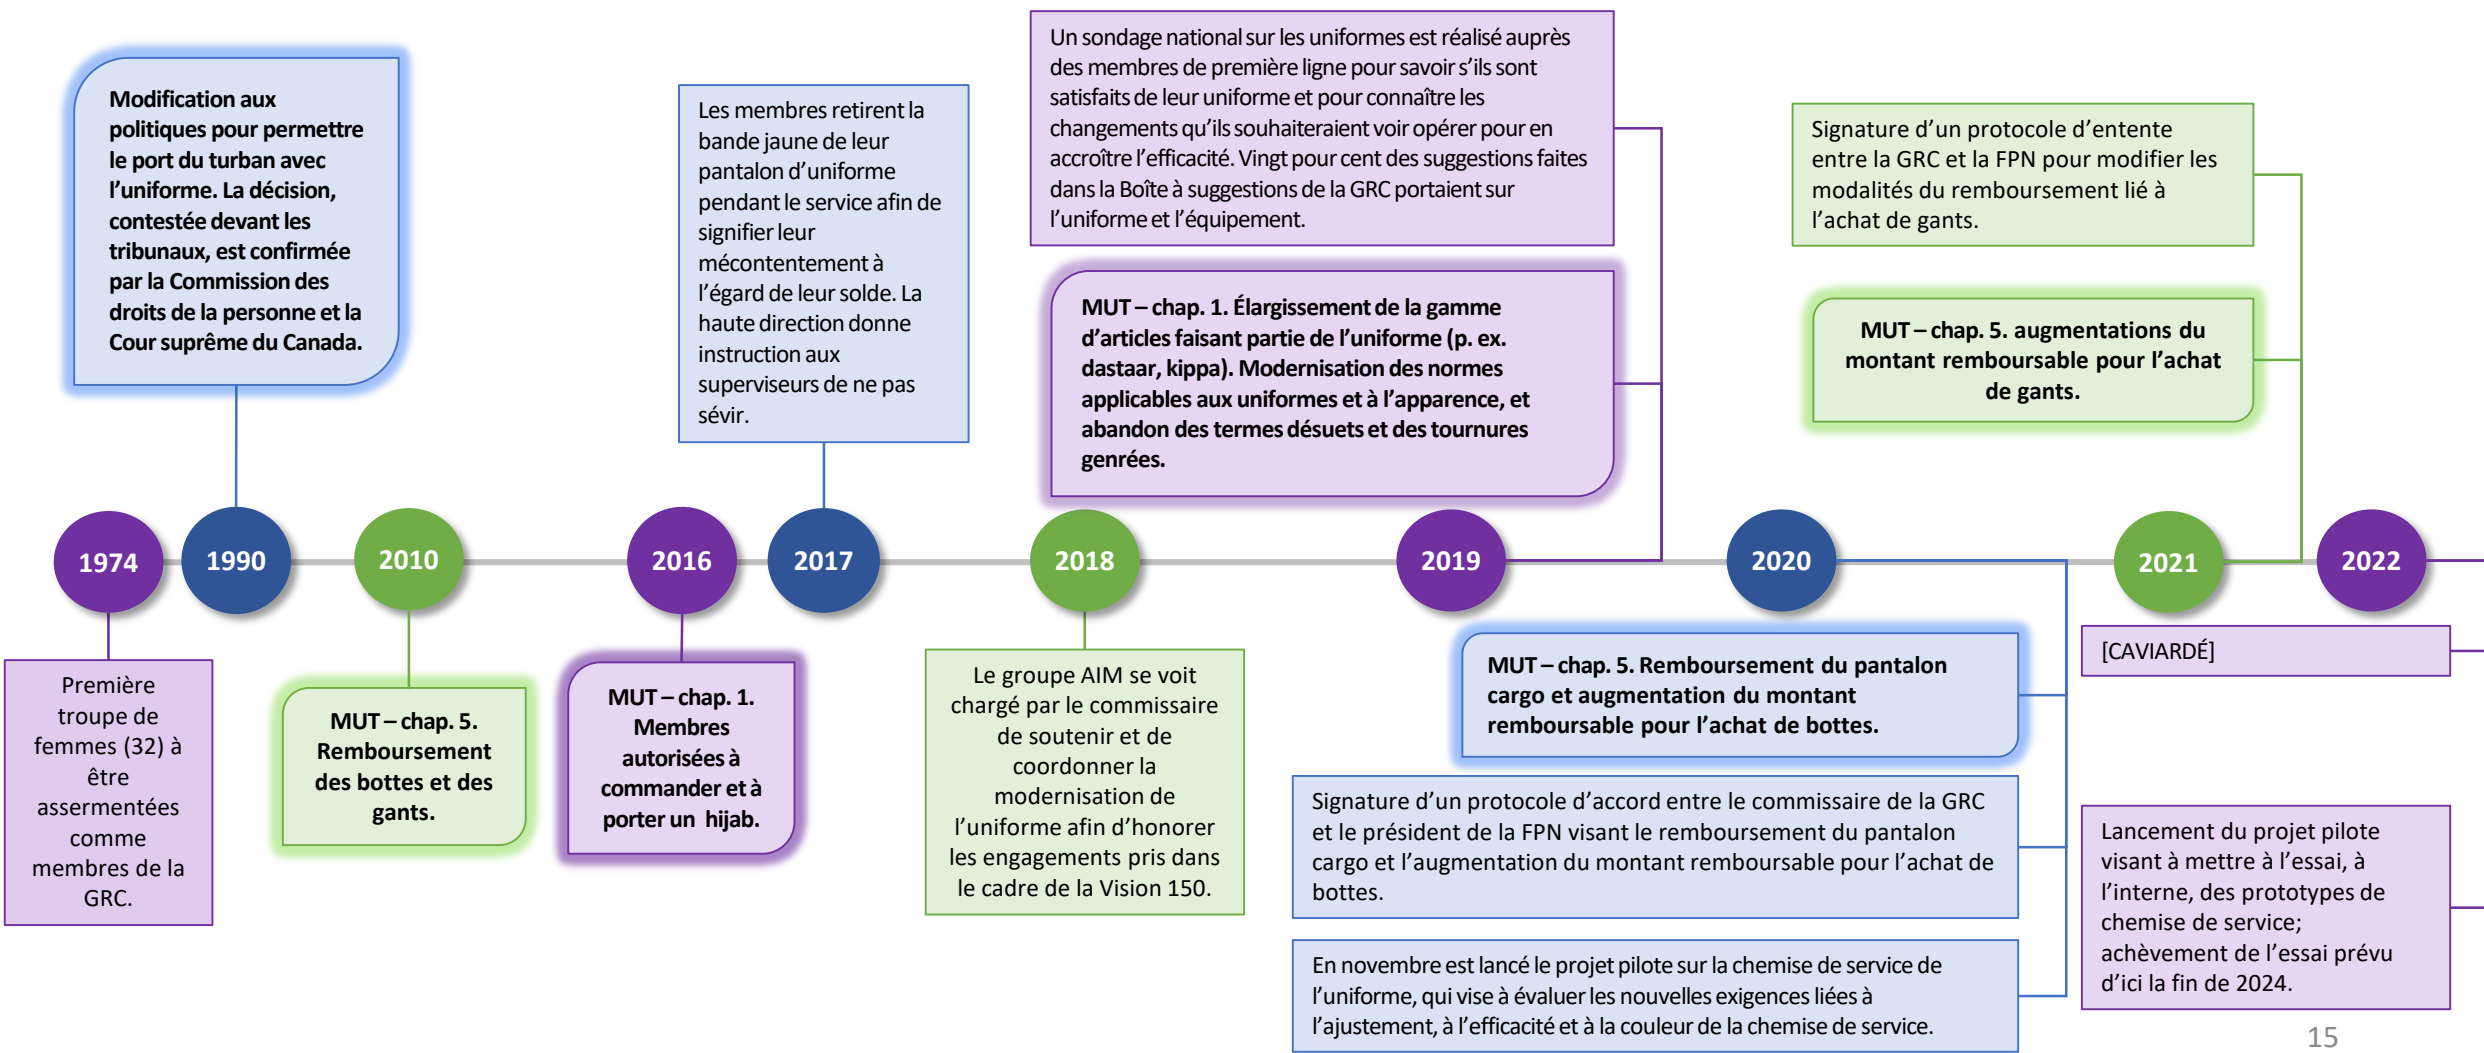 Modification aux
politiques pour permettre
le port du turban avec
l’uniforme. La décision,
contestée devant les
tribunaux, est confirmée
par la Commission des
droits de la personne et la
Cour suprême du Canada.
Les membres retirent la
bande jaune de leur
pantalon d’uniforme
pendant le service afin de
signifier leur
mécontentement à
l’égard de leur solde. La
haute direction donne
instruction aux
superviseurs de ne pas
sévir.
Un sondage national sur les uniformes est réalisé auprès
des membres de première ligne pour savoir s’ils sont
satisfaits de leur uniforme et pour connaître les
changements qu’ils souhaiteraient voir opérer pour en
accroître l’efficacité. Vingt pour cent des suggestions faites
dans la Boîte à suggestions de la GRC portaient sur
l’uniforme et l’équipement.
MUT – chap. 1. Élargissement de la gamme
d’articles faisant partie de l’uniforme (p. ex.
dastaar, kippa). Modernisation des normes
applicables aux uniformes et à l’apparence, et
abandon des termes désuets et des tournures
genrées.
Signature d’un protocole d’entente
entre la GRC et la FPN pour modifier les
modalités du remboursement lié à
l’achat de gants.
MUT – chap. 5. augmentations du
montant remboursable pour l’achat
de gants.
1974
1990
2010
2016
2017
2018
2019
2020
2021
2022
Première
troupe de
femmes (32) à
être
assermentées
comme
membres de la
GRC.
MUT – chap. 5.
Remboursement
des bottes et des
gants.
MUT – chap. 1.
Membres
autorisées à
commander et à
porter un hijab.
Le groupe AIM se voit
chargé par le commissaire
de soutenir et de
coordonner la
modernisation de
l’uniforme afin d’honorer
les engagements pris dans
le cadre de la Vision 150.
MUT – chap. 5. Remboursement du pantalon
cargo et augmentation du montant
remboursable pour l’achat de bottes.
Signature d’un protocole d’accord entre le commissaire de la GRC
et le président de la FPN visant le remboursement du pantalon
cargo et l’augmentation du montant remboursable pour l’achat de
bottes.
En novembre est lancé le projet pilote sur la chemise de service de
l’uniforme, qui vise à évaluer les nouvelles exigences liées à
l’ajustement, à l’efficacité et à la couleur de la chemise de service.
[CAVIARDÉ]
Lancement du projet pilote
visant à mettre à l’essai, à
l’interne, des prototypes de
chemise de service;
achèvement de l’essai prévu
d’ici la fin de 2024.
15